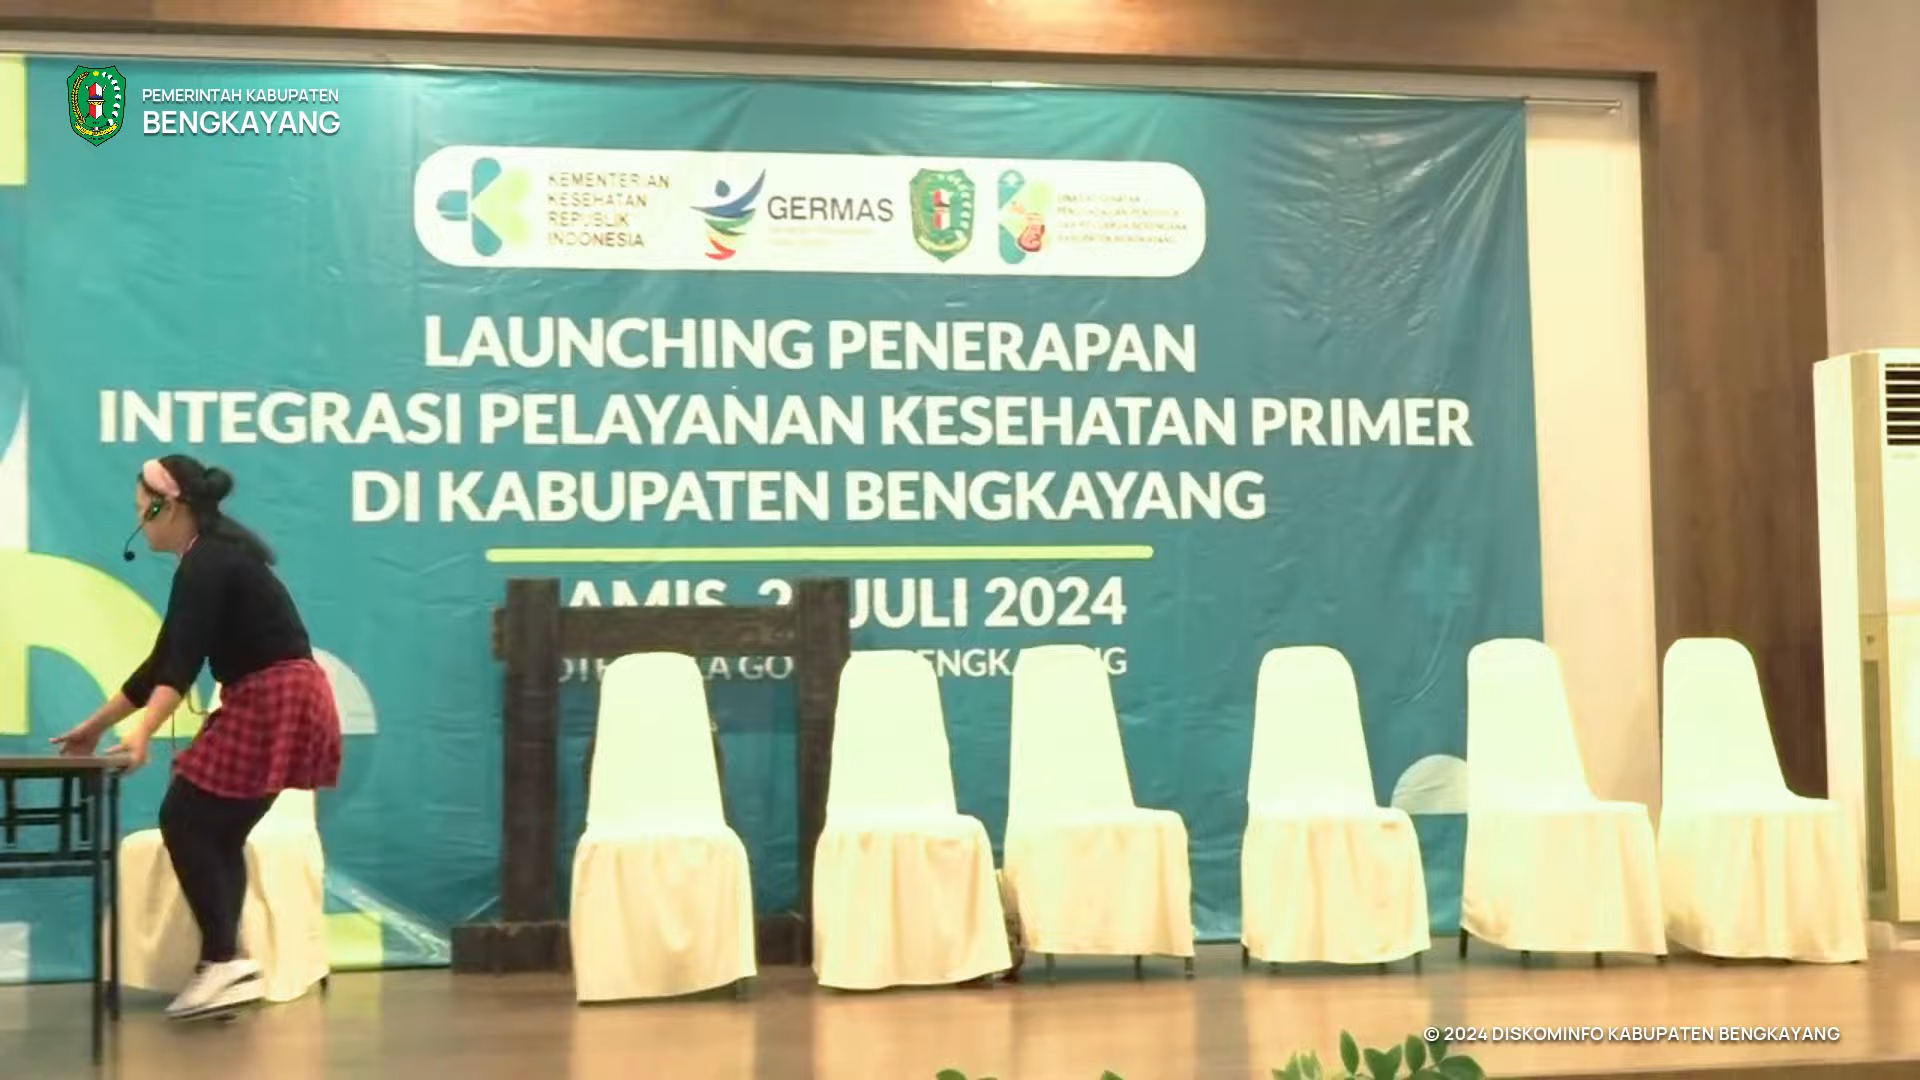 PEMERINTAH KABUPATEN
BENGKAYANG
KEMENTERIAN
KESEHATAN
REPUBLIK
INDONESIA
GERMAS
LAUNCHING PENERAPAN
INTEGRASI PELAYANAN KESEHATAN PRIMER
DI KABUPATEN BENGKAYANG
JULI 2024
© 2024 DISKOMINFO KABUPATEN BENGKAYANG